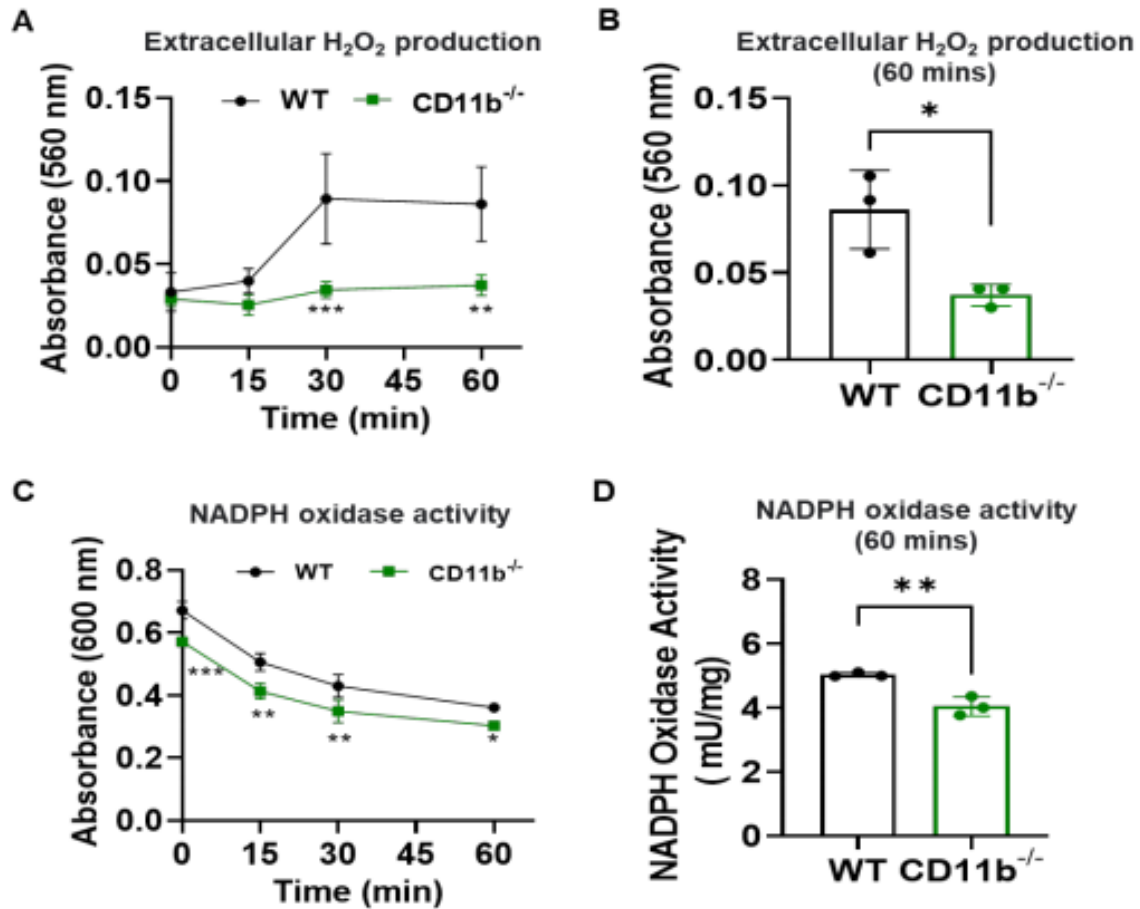 A
Extracellular H₂O₂ production
WT
CD11b⁻/⁻
Absorbance (560 nm)
0.15
0.10
0.05
0.00
***
**
0 15 30 45 60
Time (min)
B
Extracellular H₂O₂ production
(60 mins)
Absorbance (560 nm)
0.15
0.10
0.05
0.00
*
WT CD11b⁻/⁻
C
NADPH oxidase activity
WT
CD11b⁻/⁻
Absorbance (600 nm)
0.8
0.6
0.4
0.2
0.0
***
**
**
*
0 15 30 45 60
Time (min)
D
NADPH oxidase activity
(60 mins)
NADPH Oxidase Activity
( mU/mg)
8
6
4
2
0
**
WT CD11b⁻/⁻